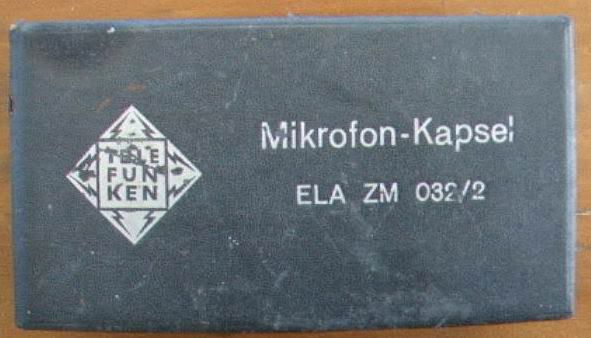 TELE
FUN
KEN
Mikrofon-Kapsel
ELA ZM 032/2